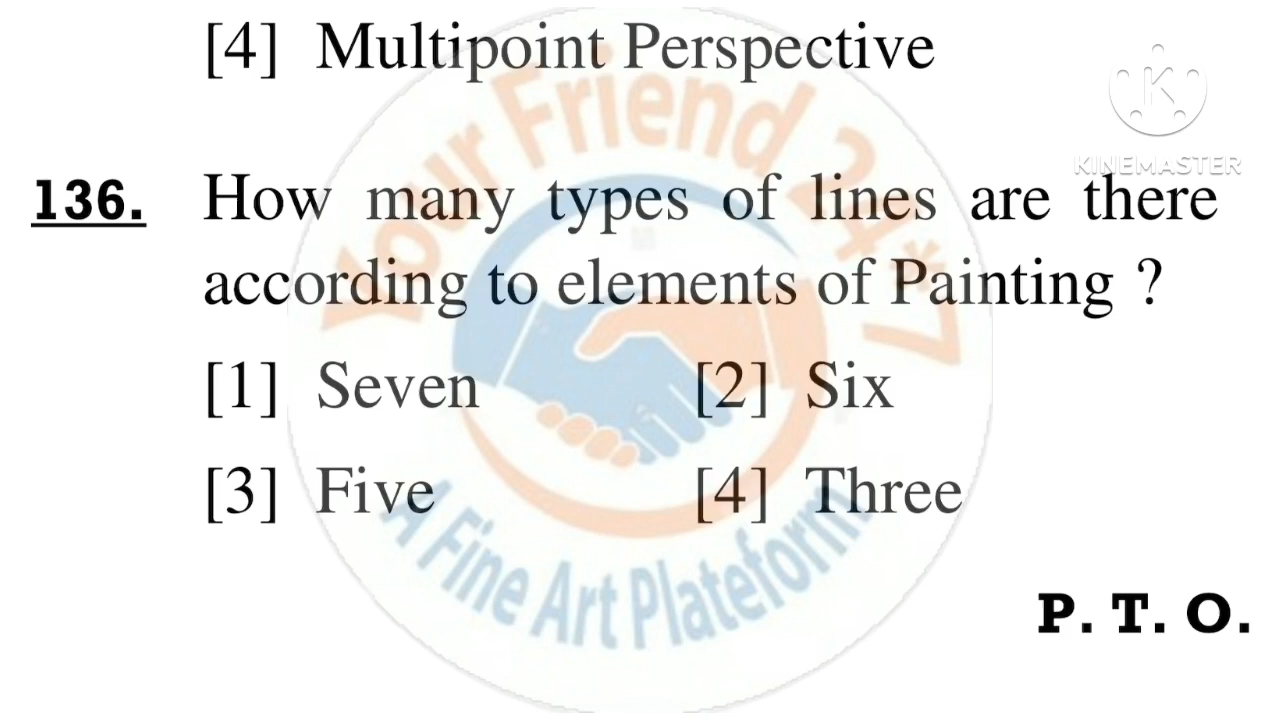 [4] Multipoint Perspective
KINEMASTER
136. How many types of lines are there
according to elements of Painting ?
[1] Seven [2] Six
[3] Five [4] Three
Your Friend 24*7
A Fine Art Plateform
P. T. O.